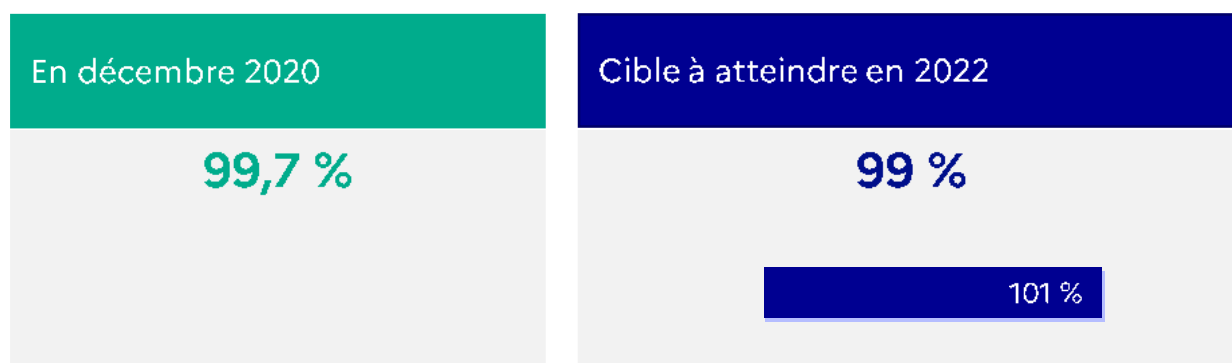 En décembre 2020
99,7 %
Cible à atteindre en 2022
99 %
101 %